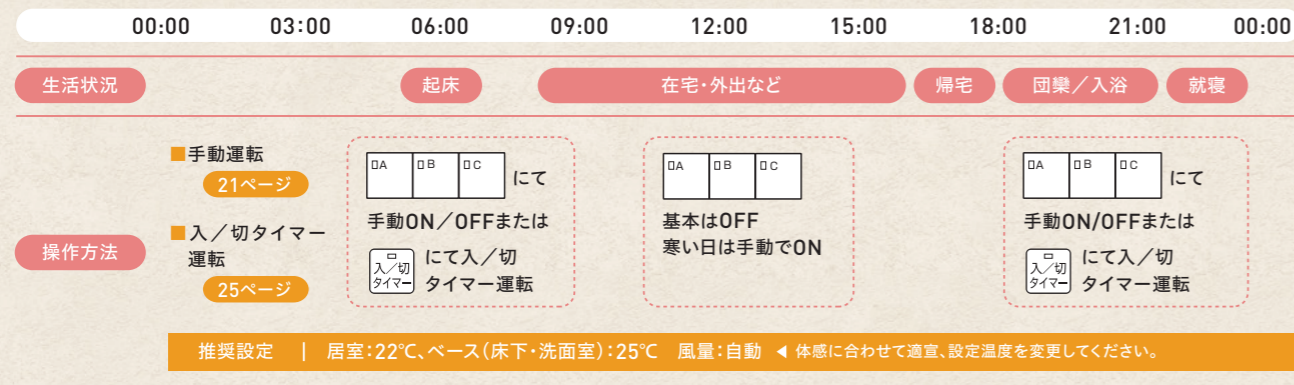 00:00 03:00 06:00 09:00 12:00 15:00 18:00 21:00 00:00
生活状況 起床 在宅・外出など 帰宅 団欒／入浴 就寝
操作方法
■手動運転
21ページ
■入／切タイマー
運転
25ページ
A B C にて
手動ON／OFFまたは
入／切
タイマー
にて入／切
タイマー運転
A B C
基本はOFF
寒い日は手動でON
A B C にて
手動ON/OFFまたは
入／切
タイマー
にて入／切
タイマー運転
推奨設定 | 居室：22℃、ベース（床下・洗面室）：25℃ 風量：自動 ◀ 体感に合わせて適宜、設定温度を変更してください。